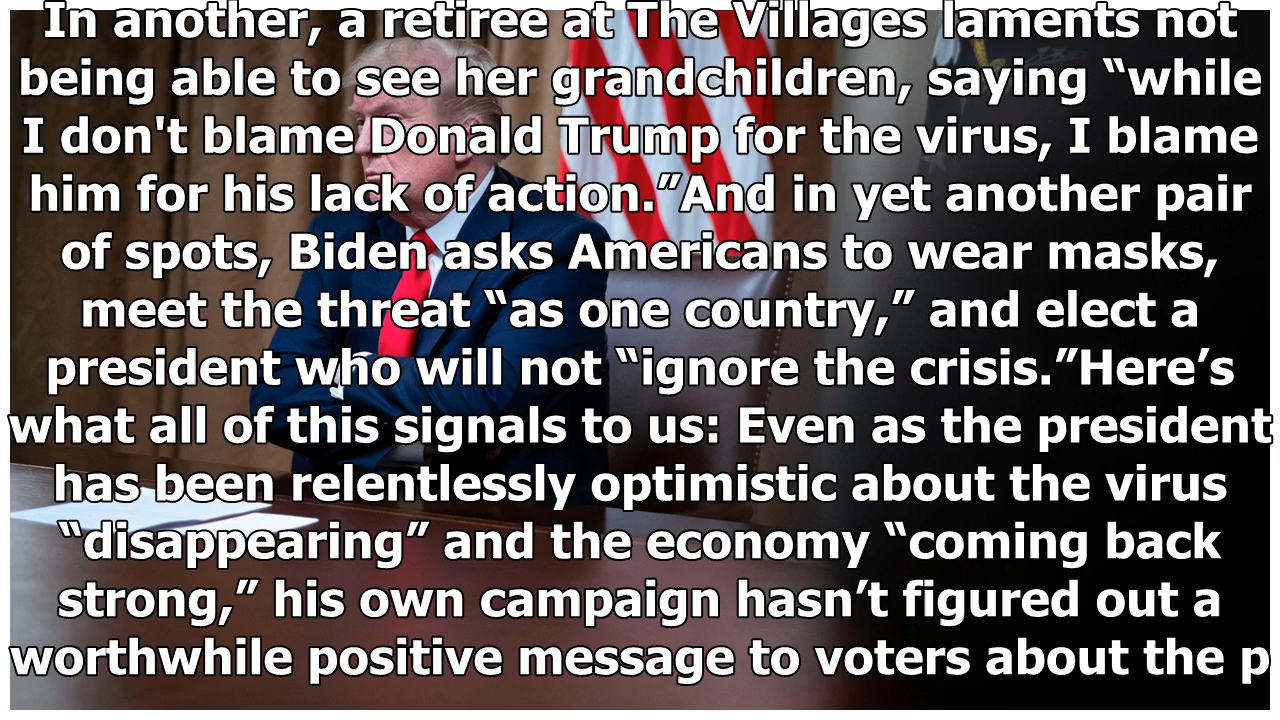 In another, a retiree at The Villages laments not
being able to see her grandchildren, saying “while
I don't blame Donald Trump for the virus, I blame
him for his lack of action.”And in yet another pair
of spots, Biden asks Americans to wear masks,
meet the threat “as one country,” and elect a
president who will not “ignore the crisis.”Here’s
what all of this signals to us: Even as the president
has been relentlessly optimistic about the virus
“disappearing” and the economy “coming back
strong,” his own campaign hasn’t figured out a
worthwhile positive message to voters about the p